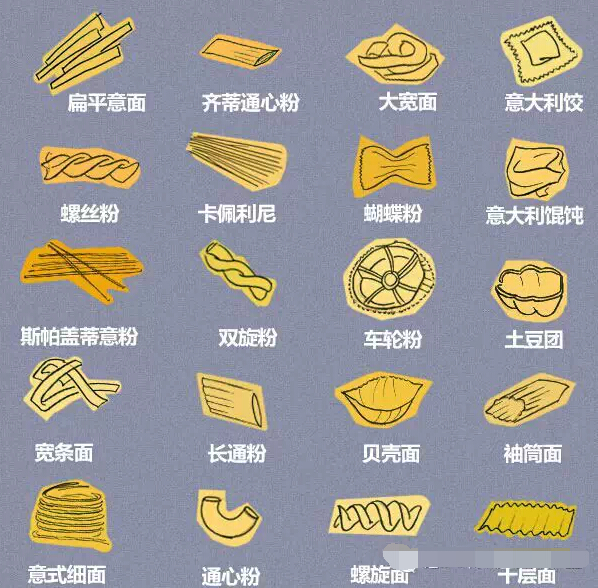 扁平意面 齐蒂通心粉 大宽面 意大利饺
螺丝粉 卡佩利尼 蝴蝶粉 意大利馄饨
斯帕盖蒂意粉 双旋粉 车轮粉 土豆团
宽条面 长通粉 贝壳面 袖筒面
意式细面 通心粉 螺旋面 千层面